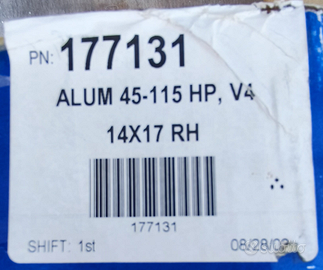 PN: 177131
ALUM 45-115 HP, V4
14X17 RH
177131
SHIFT: 1st